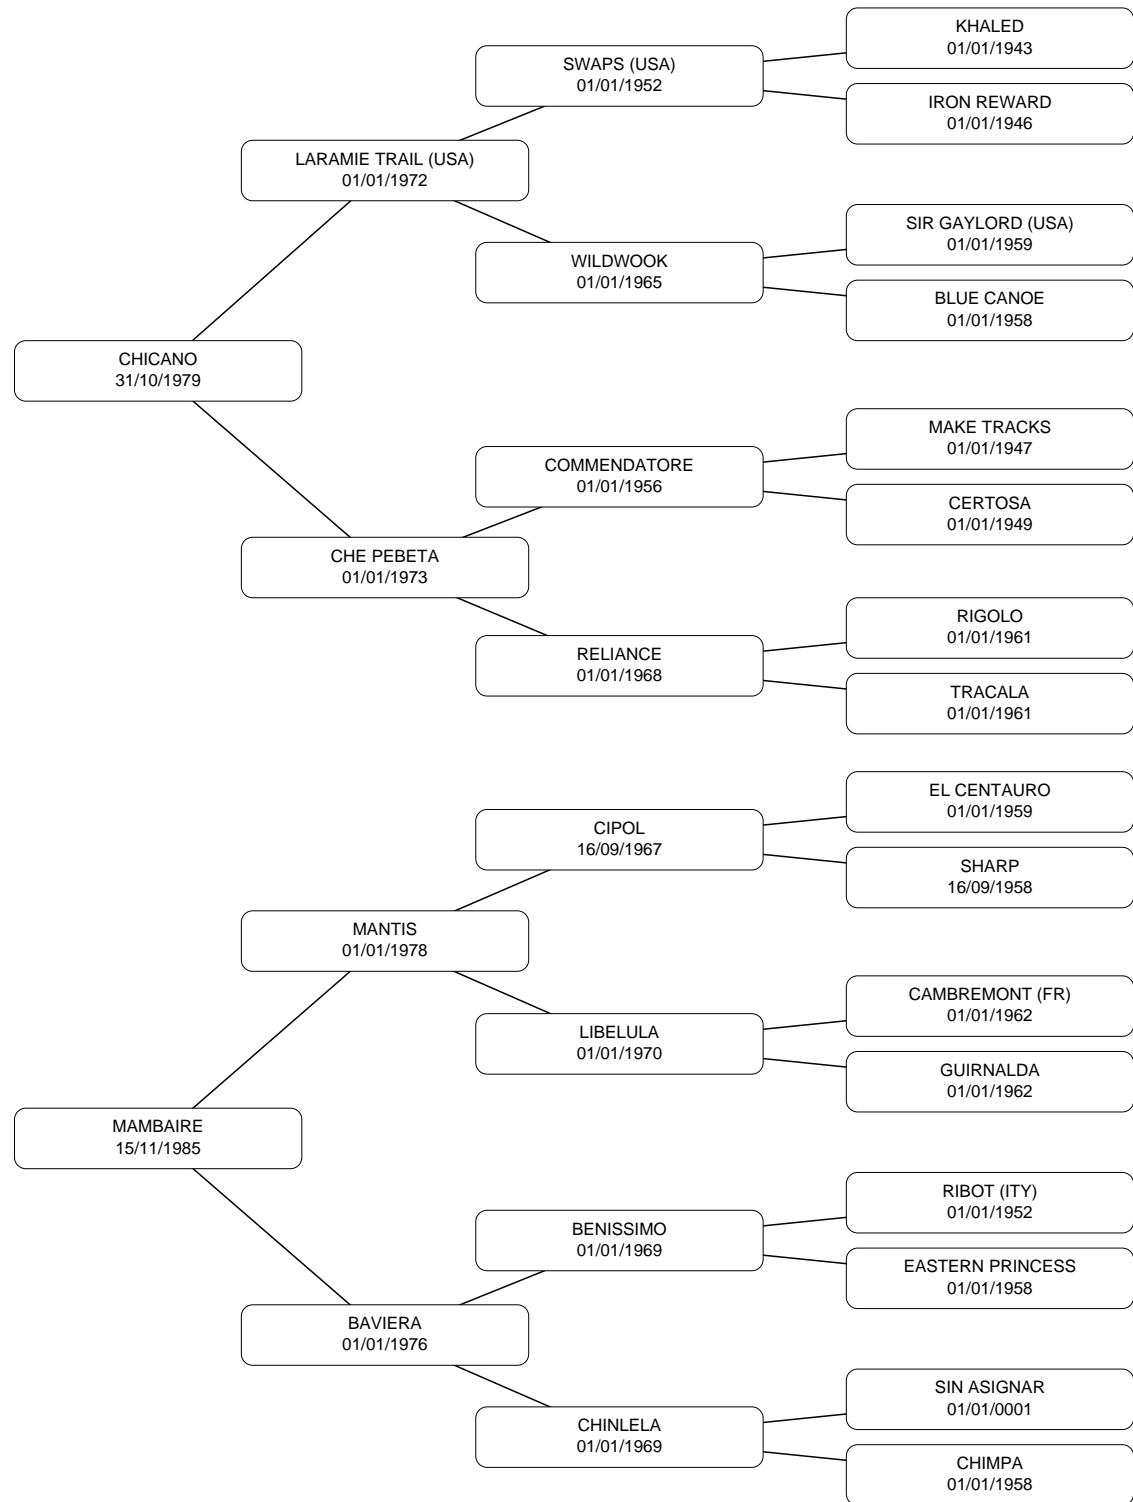 KHALED
01/01/1943
SWAPS (USA)
01/01/1952
IRON REWARD
01/01/1946
LARAMIE TRAIL (USA)
01/01/1972
SIR GAYLORD (USA)
01/01/1959
WILDWOOK
01/01/1965
BLUE CANOE
01/01/1958
CHICANO
31/10/1979
MAKE TRACKS
01/01/1947
COMMENDATORE
01/01/1956
CERTOSA
01/01/1949
CHE PEBETA
01/01/1973
RIGOLO
01/01/1961
RELIANCE
01/01/1968
TRACALA
01/01/1961
EL CENTAURO
01/01/1959
CIPOL
16/09/1967
SHARP
16/09/1958
MANTIS
01/01/1978
CAMBREMONT (FR)
01/01/1962
LIBELULA
01/01/1970
GUIRNALDA
01/01/1962
MAMBAIRE
15/11/1985
RIBOT (ITY)
01/01/1952
BENISSIMO
01/01/1969
EASTERN PRINCESS
01/01/1958
BAVIERA
01/01/1976
SIN ASIGNAR
01/01/0001
CHINLELA
01/01/1969
CHIMPA
01/01/1958